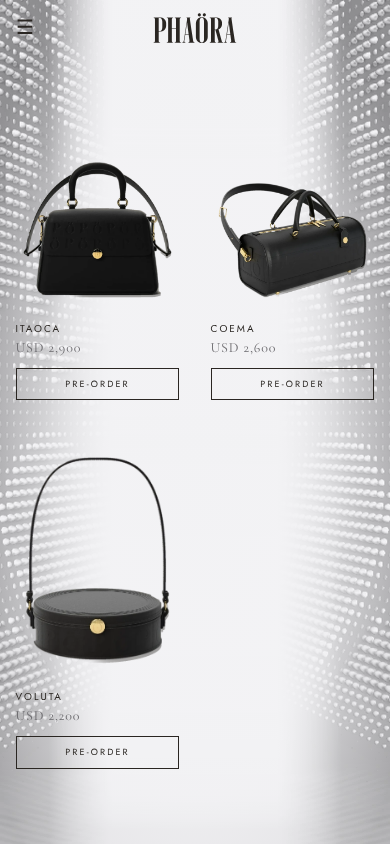 PHAÖRA
ITAOCA
USD 2,900
PRE-ORDER
COEMA
USD 2,600
PRE-ORDER
VOLUTA
USD 2,200
PRE-ORDER